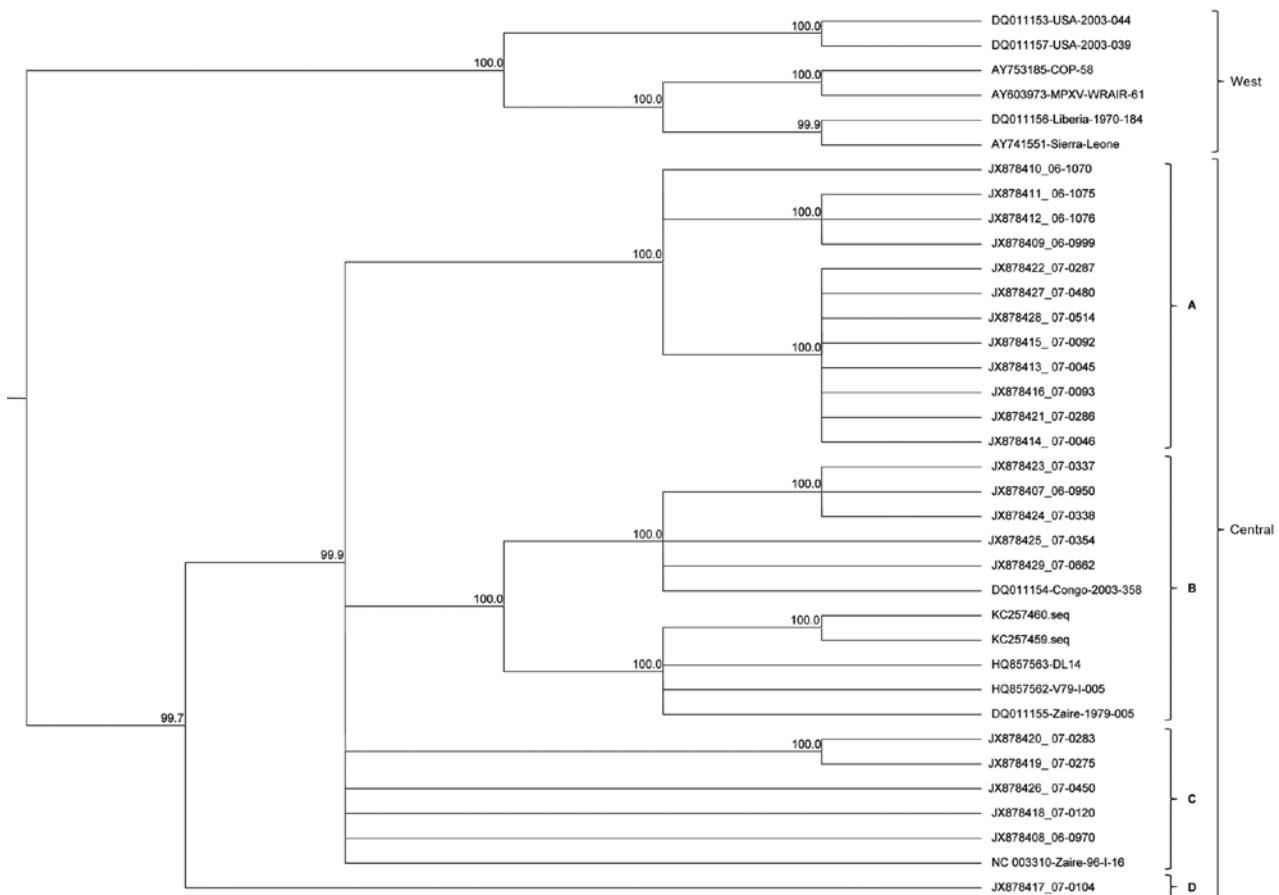 DQ011153-USA-2003-044
100.0
DQ011157-USA-2003-039
100.0
AY753185-COP-58
100.0
West
AY603973-MPXV-WRAIR-61
100.0
DQ011156-Liberia-1970-184
99.9
AY741551-Sierra-Leone
JX878410_06-1070
JX878411_ 06-1075
100.0
JX878412_ 06-1076
JX878409_06-0999
100.0
JX878422_07-0287
JX878427_07-0480
A
JX878428_ 07-0514
JX878415_ 07-0092
100.0
JX878413_ 07-0045
JX878416_07-0093
JX878421_07-0286
JX878414_ 07-0046
JX878423_07-0337
100.0
JX878407_06-0950
JX878424_ 07-0338
Central
100.0
JX878425_ 07-0354
99.9
JX878429_07-0662
B
DQ011154-Congo-2003-358
100.0
KC257460.seq
100.0
KC257459.seq
100.0
HQ857563-DL14
HQ857562-V79-I-005
DQ011155-Zaire-1979-005
99.7
JX878420_ 07-0283
100.0
JX878419_ 07-0275
JX878426_ 07-0450
C
JX878418_07-0120
JX878408_06-0970
NC 003310-Zaire-96-I-16
JX878417_07-0104
D